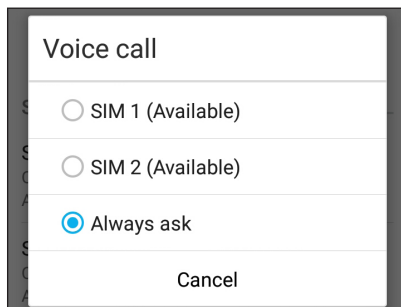 Voice call
SIM 1 (Available)
SIM 2 (Available)
Always ask
Cancel